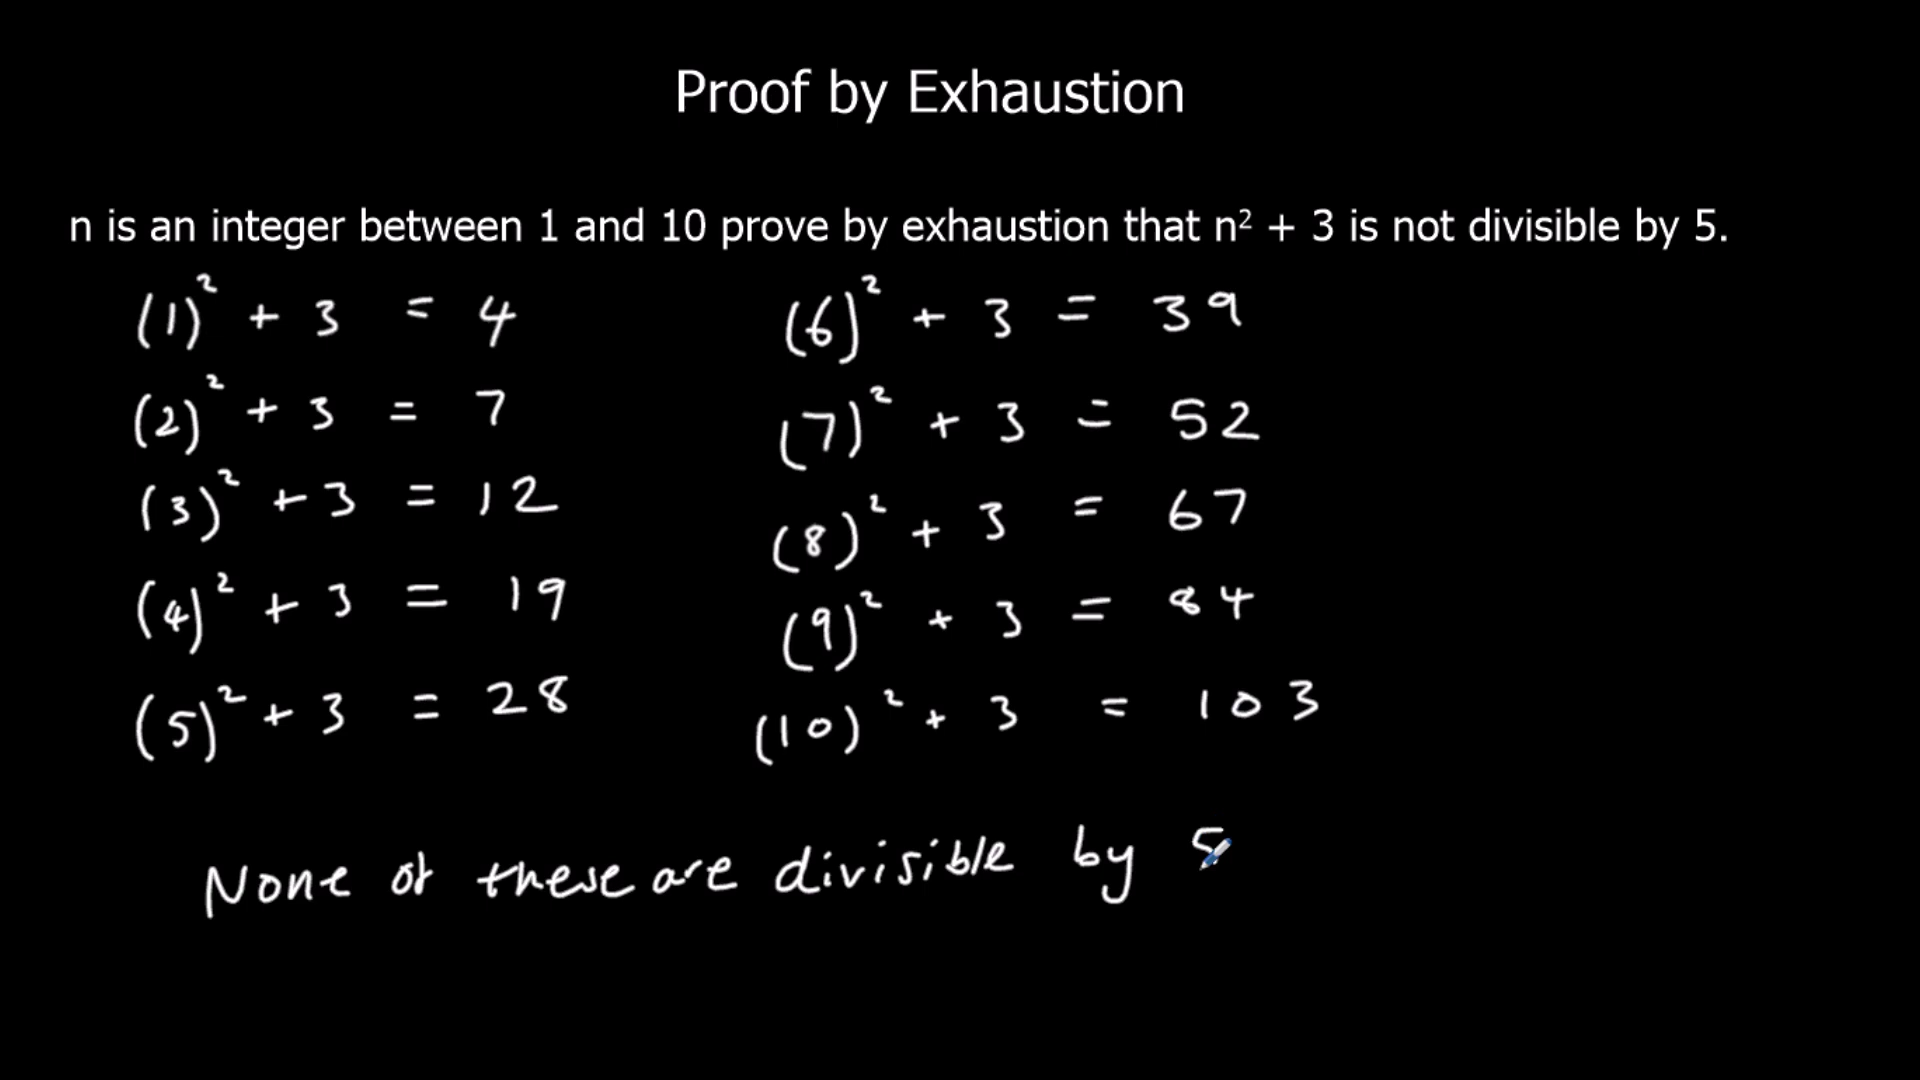 Proof by Exhaustion
n is an integer between 1 and 10 prove by exhaustion that n² + 3 is not divisible by 5.
(1)² + 3 = 4
(2)² + 3 = 7
(3)² + 3 = 12
(4)² + 3 = 19
(5)² + 3 = 28
(6)² + 3 = 39
(7)² + 3 = 52
(8)² + 3 = 67
(9)² + 3 = 84
(10)² + 3 = 103
None of these are divisible by 5